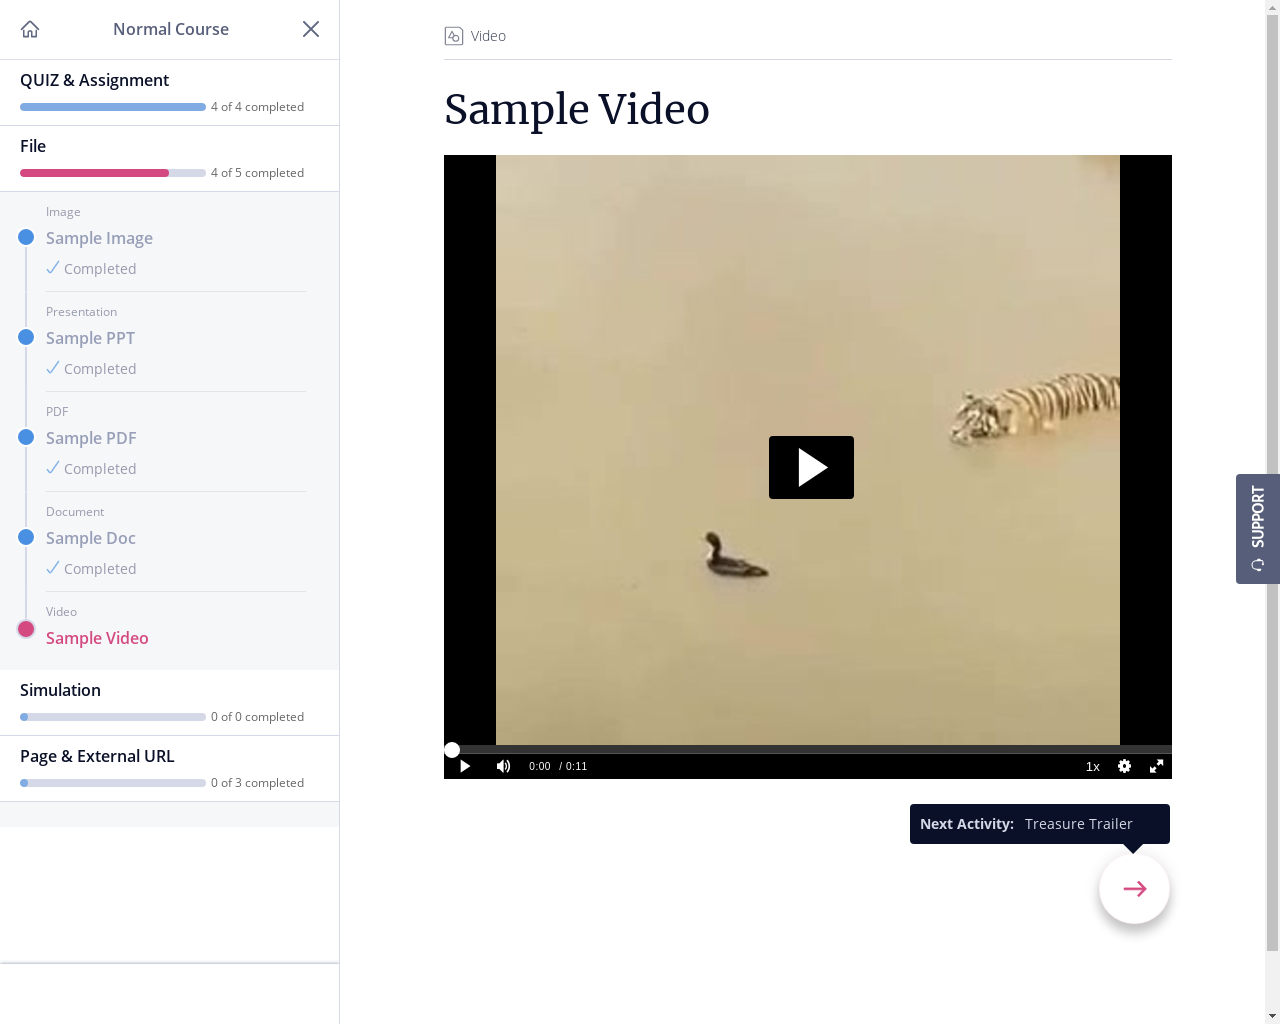 Normal Course
QUIZ & Assignment
4 of 4 completed
File
4 of 5 completed
Image
Sample Image
Completed
Presentation
Sample PPT
Completed
PDF
Sample PDF
Completed
Document
Sample Doc
Completed
Video
Sample Video
Simulation
0 of 0 completed
Page & External URL
0 of 3 completed
Video
Sample Video
0:00 / 0:11
1x
Next Activity: Treasure Trailer
SUPPORT